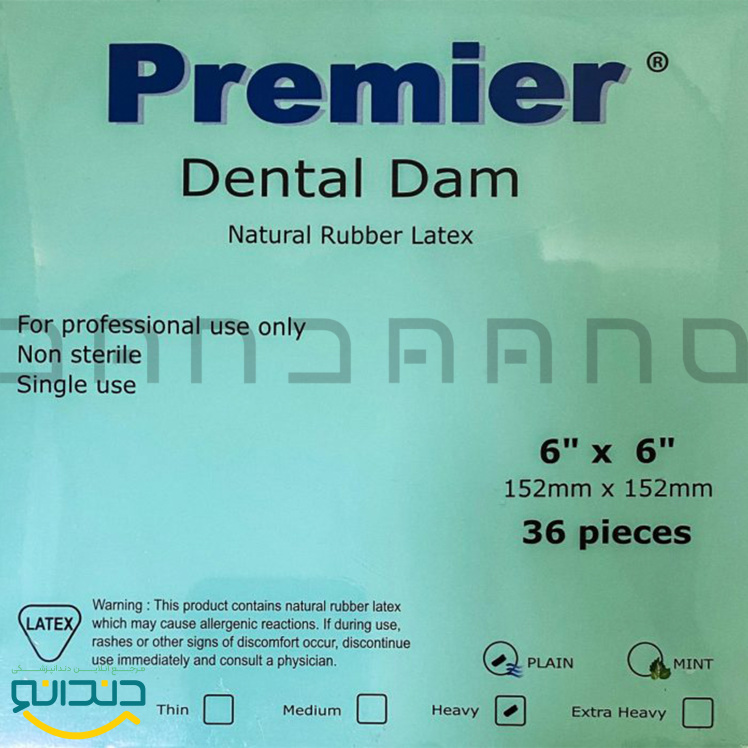 Premier ®
Dental Dam
Natural Rubber Latex
For professional use only
Non sterile
Single use
6" x 6"
152mm x 152mm
36 pieces
LATEX
Warning : This product contains natural rubber latex
which may cause allergenic reactions. If during use,
rashes or other signs of discomfort occur, discontinue
use immediately and consult a physician.
PLAIN
MINT
مرجع آنلاین دندانپزشکی
دندانو
Thin
Medium
Heavy
Extra Heavy